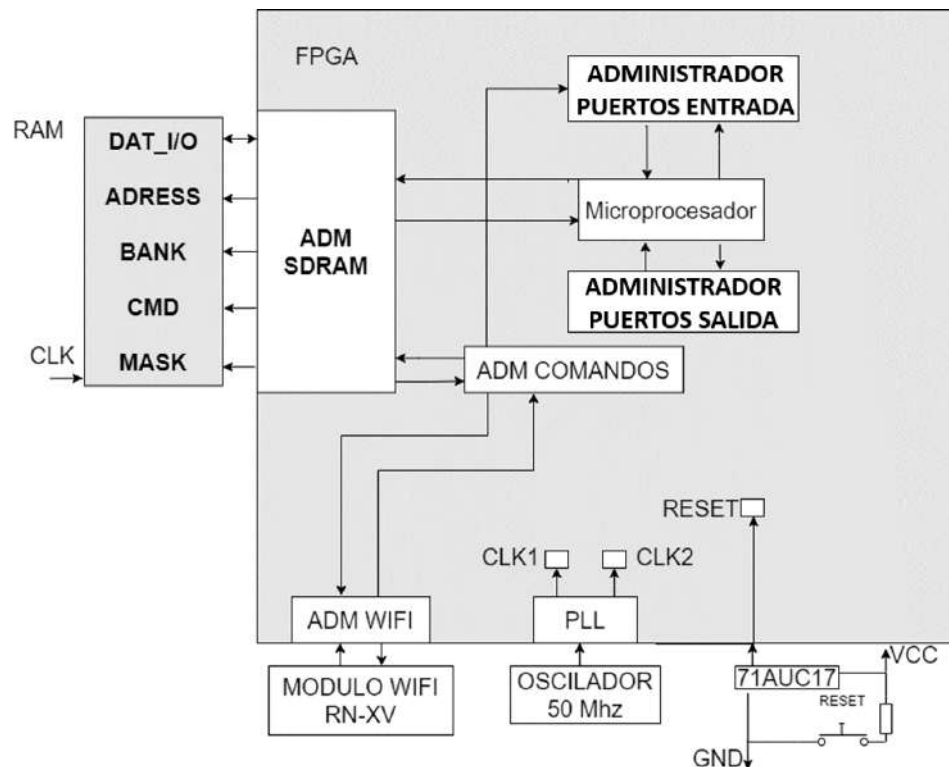 FPGA
ADMINISTRADOR
PUERTOS ENTRADA
RAM
DAT_I/O
ADRESS
BANK
CMD
MASK
CLK
ADM
SDRAM
Microprocesador
ADMINISTRADOR
PUERTOS SALIDA
ADM COMANDOS
RESET
CLK1
CLK2
ADM WIFI
PLL
MODULO WIFI
RN-XV
OSCILADOR
50 Mhz
VCC
71AUC17
RESET
GND